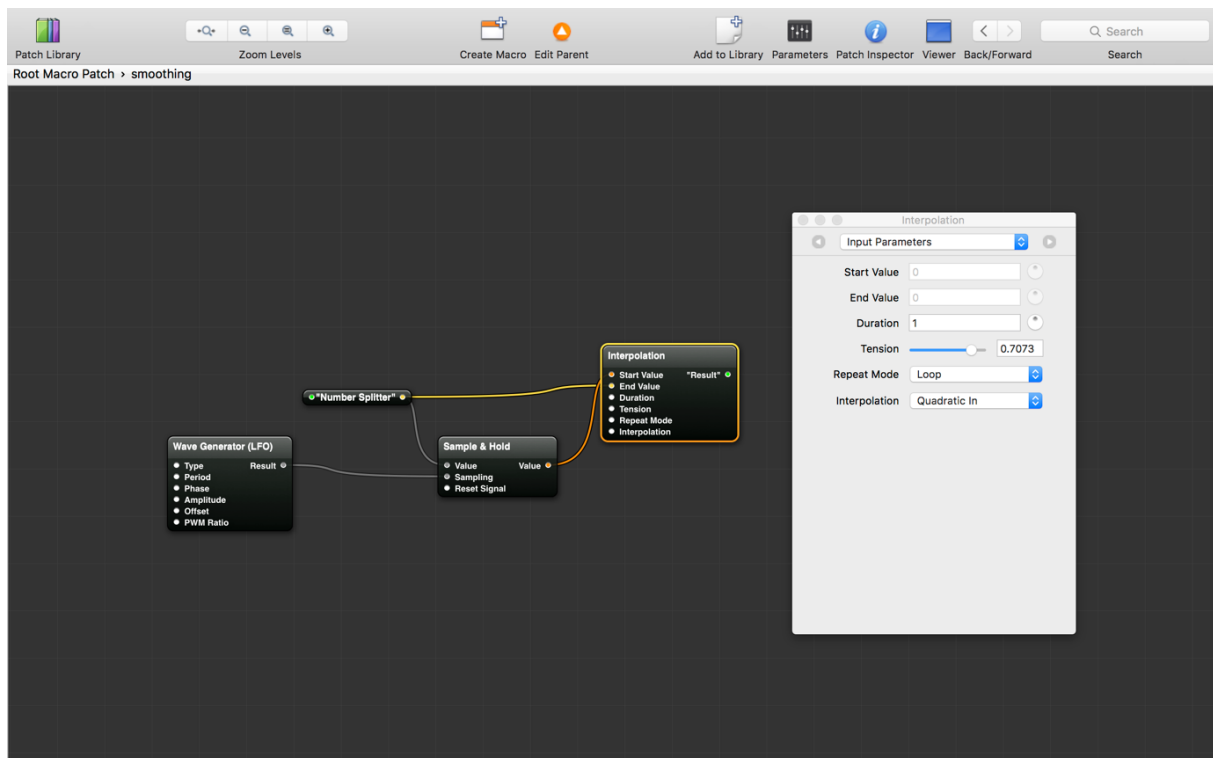 Search
Patch Library
Zoom Levels
Create Macro
Edit Parent
Add to Library
Parameters
Patch Inspector
Viewer
Back/Forward
Search
Root Macro Patch › smoothing
Interpolation
Input Parameters
Start Value 0
End Value 0
Duration 1
Tension 0.7073
Repeat Mode Loop
Interpolation Quadratic In
Interpolation
Start Value "Result"
End Value
Duration
Tension
Repeat Mode
Interpolation
"Number Splitter"
Wave Generator (LFO)
Type Result
Period
Phase
Amplitude
Offset
PWM Ratio
Sample & Hold
Value Value
Sampling
Reset Signal